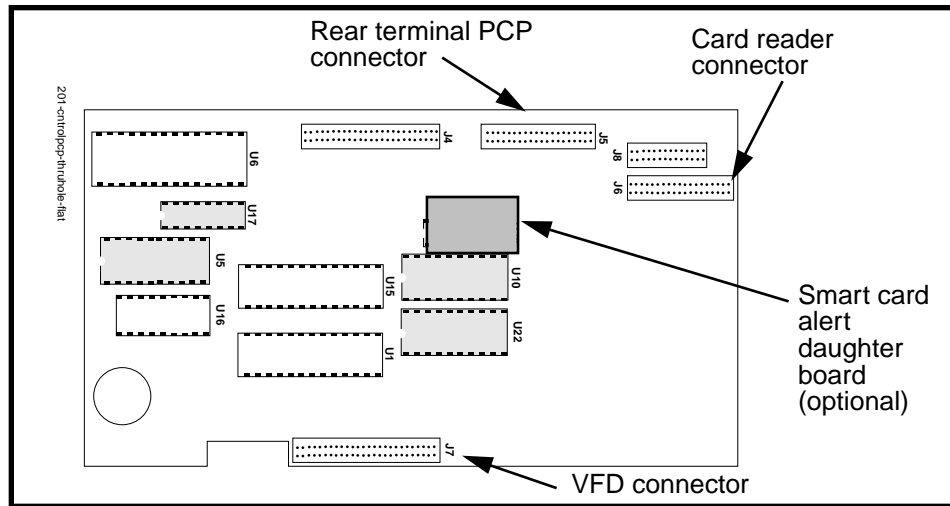 Rear terminal PCP
connector
Card reader
connector
201-cntrolpcp-thruhole-flat
J4
J5
J8
J6
U6
U17
U5
U16
U15
U10
U22
U1
Smart card
alert
daughter
board
(optional)
J7
VFD connector